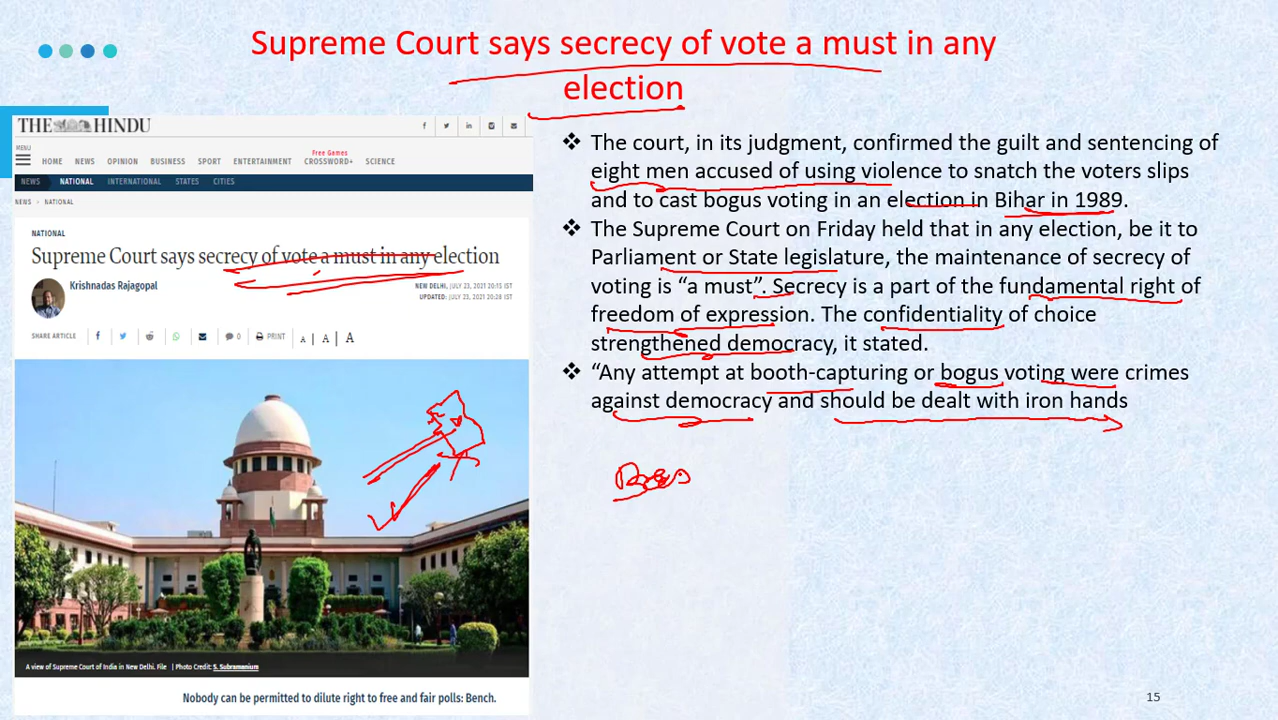 Supreme Court says secrecy of vote a must in any
election
THE HINDU
MENU
HOME NEWS OPINION BUSINESS SPORT ENTERTAINMENT Free Games CROSSWORD+ SCIENCE
NEWS NATIONAL INTERNATIONAL STATES CITIES
NEWS › NATIONAL
NATIONAL
Supreme Court says secrecy of vote a must in any election
Krishnadas Rajagopal
NEW DELHI, JULY 23, 2021 20:15 IST
UPDATED: JULY 23, 2021 20:28 IST
SHARE ARTICLE 0 PRINT A | A | A
A view of Supreme Court of India in New Delhi. File | Photo Credit: S. Subramanium
Nobody can be permitted to dilute right to free and fair polls: Bench.
❖ The court, in its judgment, confirmed the guilt and sentencing of
eight men accused of using violence to snatch the voters slips
and to cast bogus voting in an election in Bihar in 1989.
❖ The Supreme Court on Friday held that in any election, be it to
Parliament or State legislature, the maintenance of secrecy of
voting is “a must”. Secrecy is a part of the fundamental right of
freedom of expression. The confidentiality of choice
strengthened democracy, it stated.
❖ “Any attempt at booth-capturing or bogus voting were crimes
against democracy and should be dealt with iron hands
15